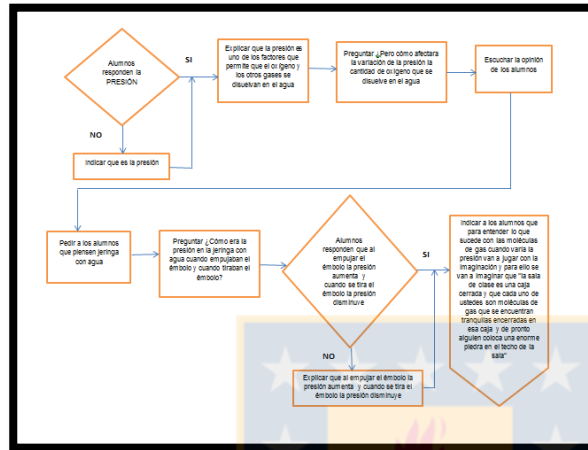 Alumnos
responden la
PRESIÓN
SI
NO
Indicar que es la presión
Explicar que la presión es
uno de los factores que
permite que el oxígeno y
los otros gases se
disuelvan en el agua
Preguntar ¿Pero cómo afectara
la variación de la presión la
cantidad de oxígeno que se
disuelve en el agua
Escuchar la opinión
de los alumnos
Pedir a los alumnos
que piensen jeringa
con agua
Preguntar ¿Cómo era la
presión en la jeringa con
agua cuando empujaban el
émbolo y cuando tiraban el
émbolo?
Alumnos
responden que al
empujar el
émbolo la presión
aumenta y
cuando se tira el
émbolo la presión
disminuye
SI
NO
Explicar que al empujar el émbolo la
presión aumenta y cuando se tira el
émbolo la presión disminuye
Indicar a los alumnos que
para entender lo que
sucede con las moléculas
de gas cuando varía la
presión van a jugar con la
imaginación y para ello se
van a imaginar que "la sala
de clase es una caja
cerrada y que cada uno de
ustedes son moléculas de
gas que se encuentran
tranquilas encerradas en
esa caja y de pronto
alguien coloca una enorme
piedra en el techo de la
sala"